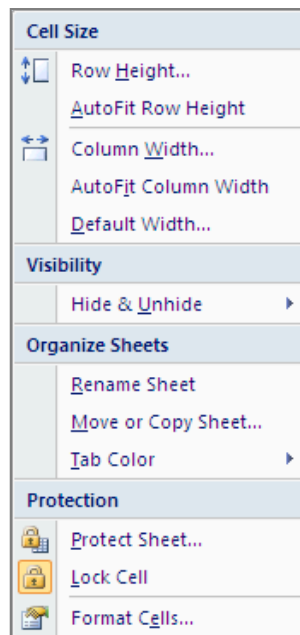 Cell Size
Row Height...
AutoFit Row Height
Column Width...
AutoFit Column Width
Default Width...
Visibility
Hide & Unhide
Organize Sheets
Rename Sheet
Move or Copy Sheet...
Tab Color
Protection
Protect Sheet...
Lock Cell
Format Cells...